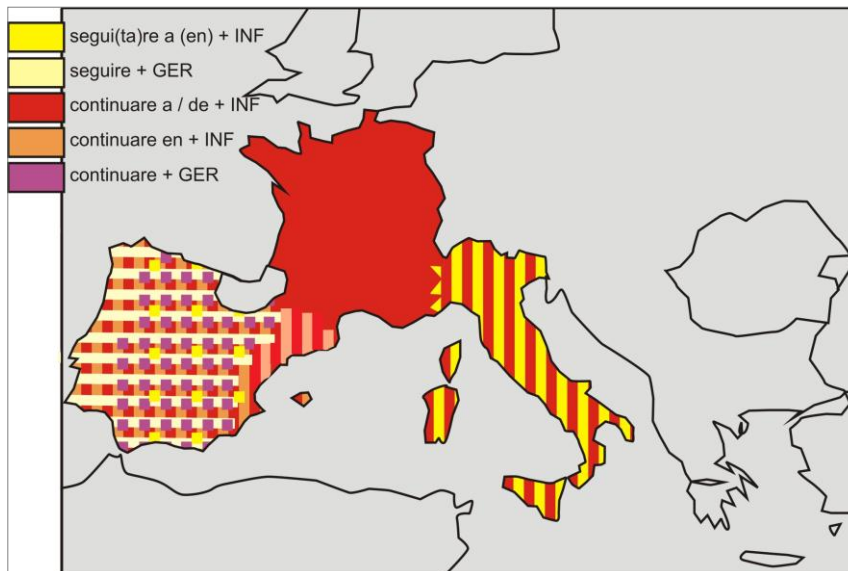 segui(ta)re a (en) + INF
seguire + GER
continuare a / de + INF
continuare en + INF
continuare + GER